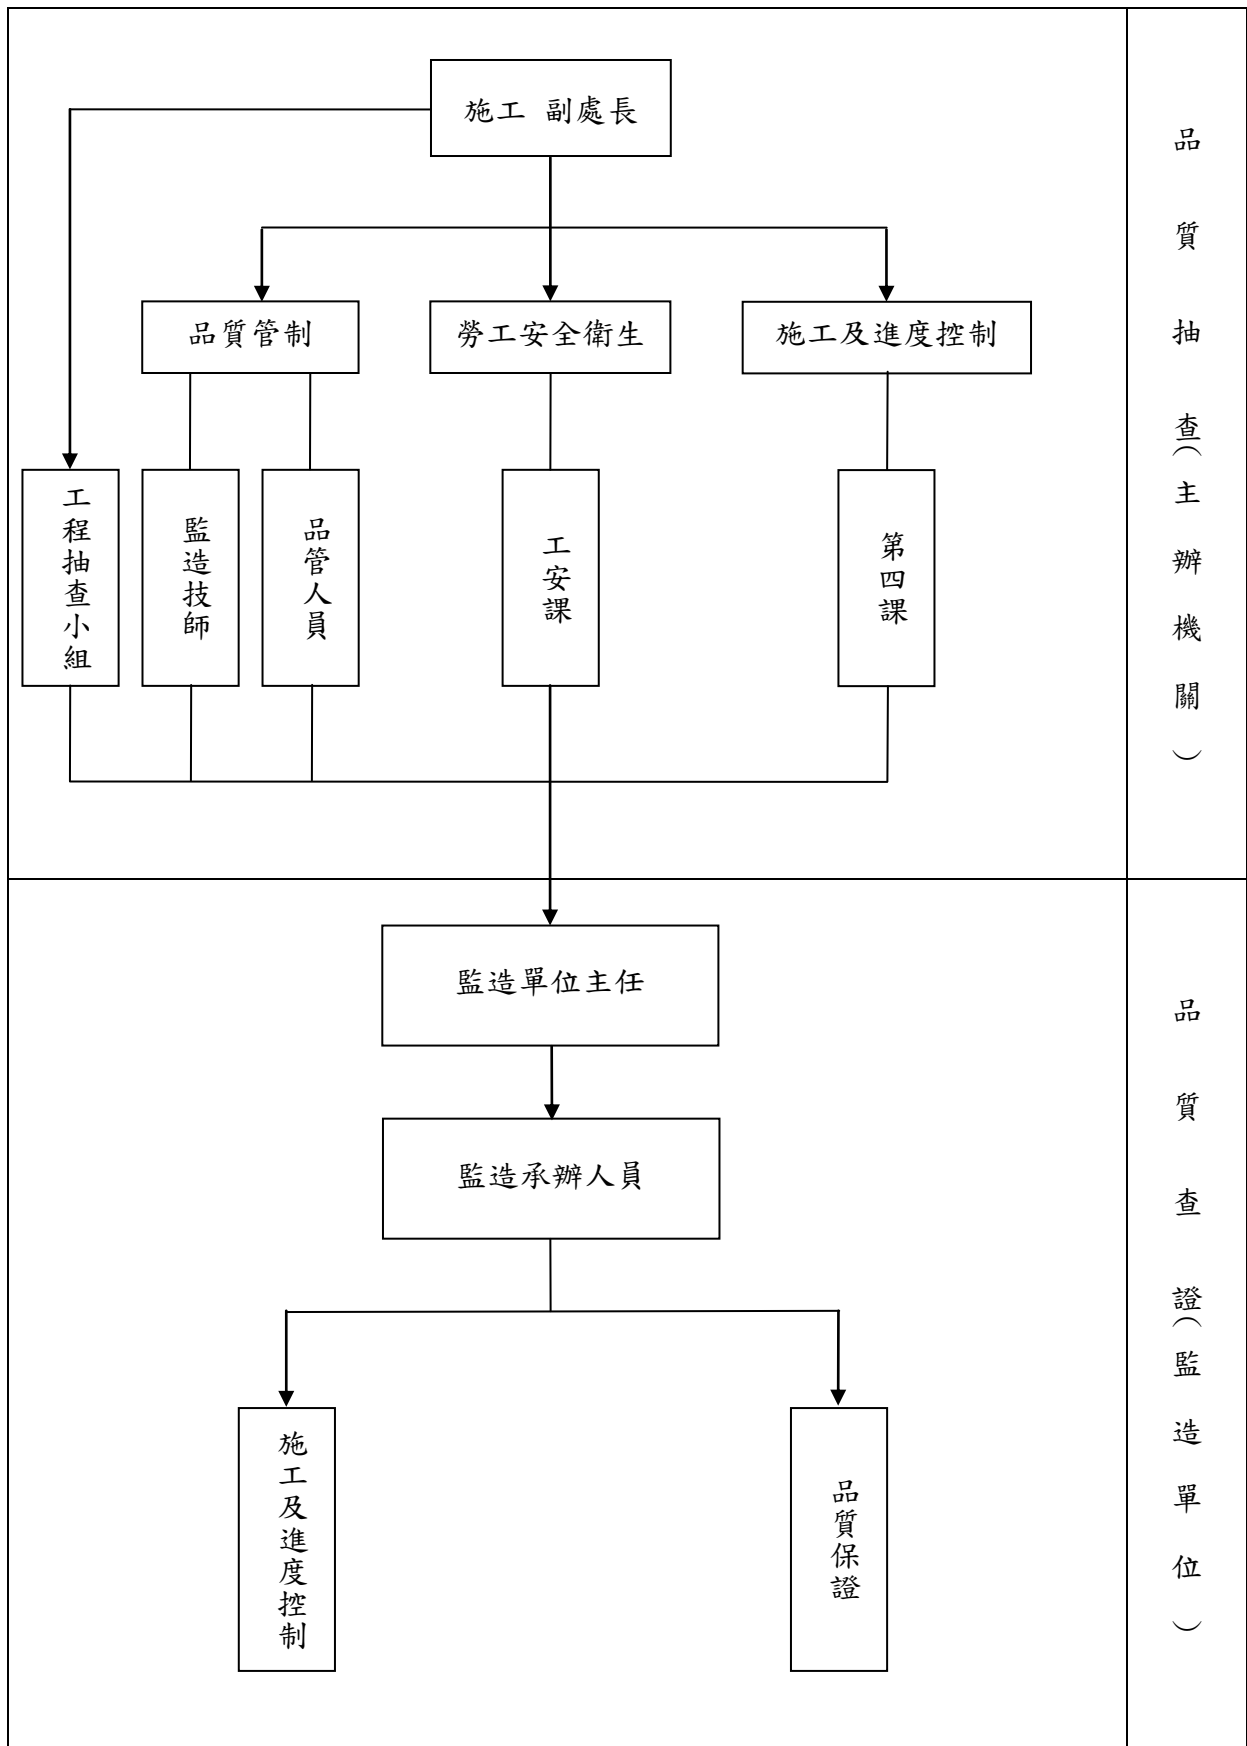 施工 副處長
品質管制
勞工安全衛生
施工及進度控制
工程抽查小組
監造技師
品管人員
工安課
第四課
品質抽查(主辦機關)
監造單位主任
監造承辦人員
施工及進度控制
品質保證
品質查證(監造單位)